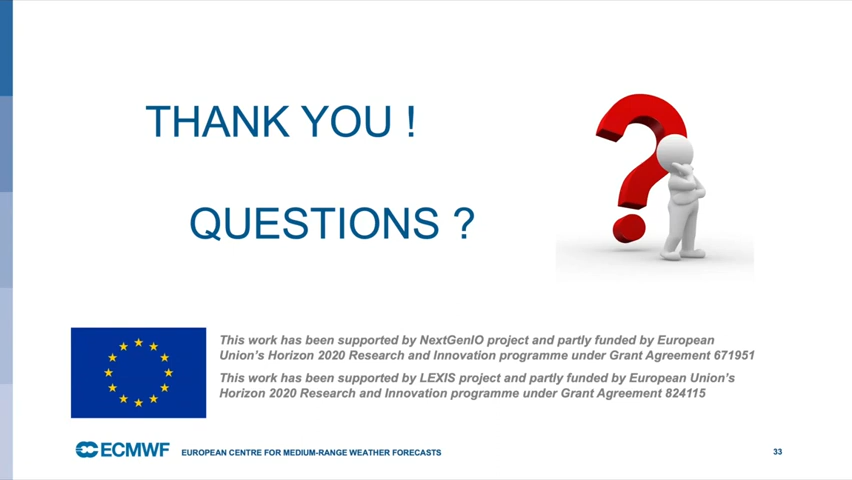 THANK YOU !
QUESTIONS ?
This work has been supported by NextGenIO project and partly funded by European
Union’s Horizon 2020 Research and Innovation programme under Grant Agreement 671951
This work has been supported by LEXIS project and partly funded by European Union’s
Horizon 2020 Research and Innovation programme under Grant Agreement 824115
ECMWF EUROPEAN CENTRE FOR MEDIUM-RANGE WEATHER FORECASTS 33